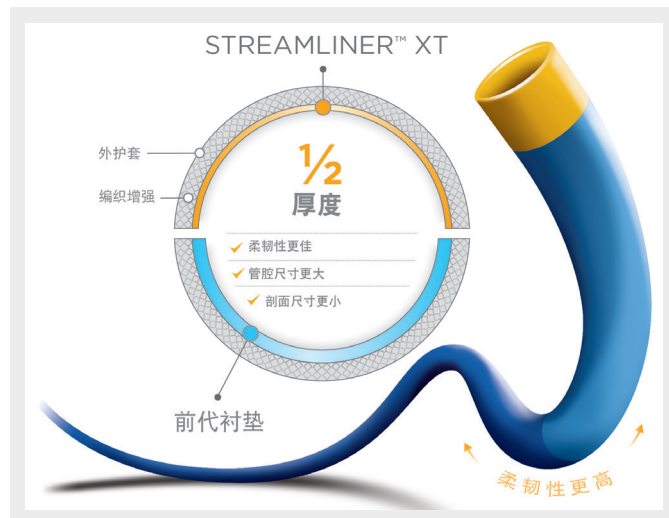 STREAMLINER™ XT
外护套
编织增强
½
厚度
柔韧性更佳
管腔尺寸更大
剖面尺寸更小
前代衬垫
柔韧性更高